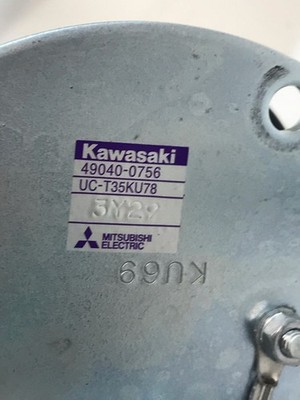 Kawasaki
49040-0756
UC-T35KU78
5Y29
MITSUBISHI
ELECTRIC
KU69